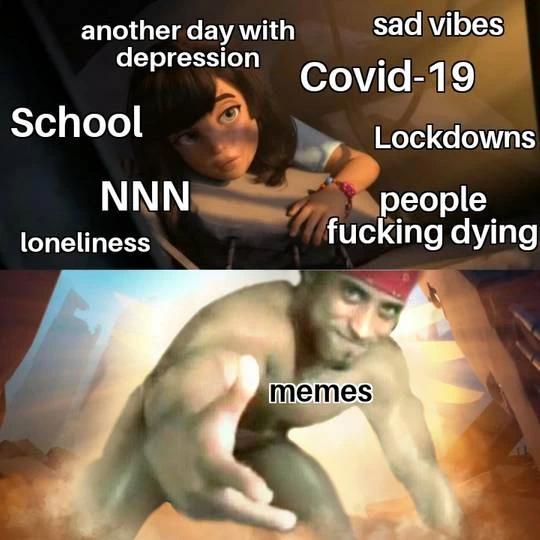 another day with
depression
sad vibes
Covid-19
School
Lockdowns
NNN
people
fucking dying
loneliness
memes